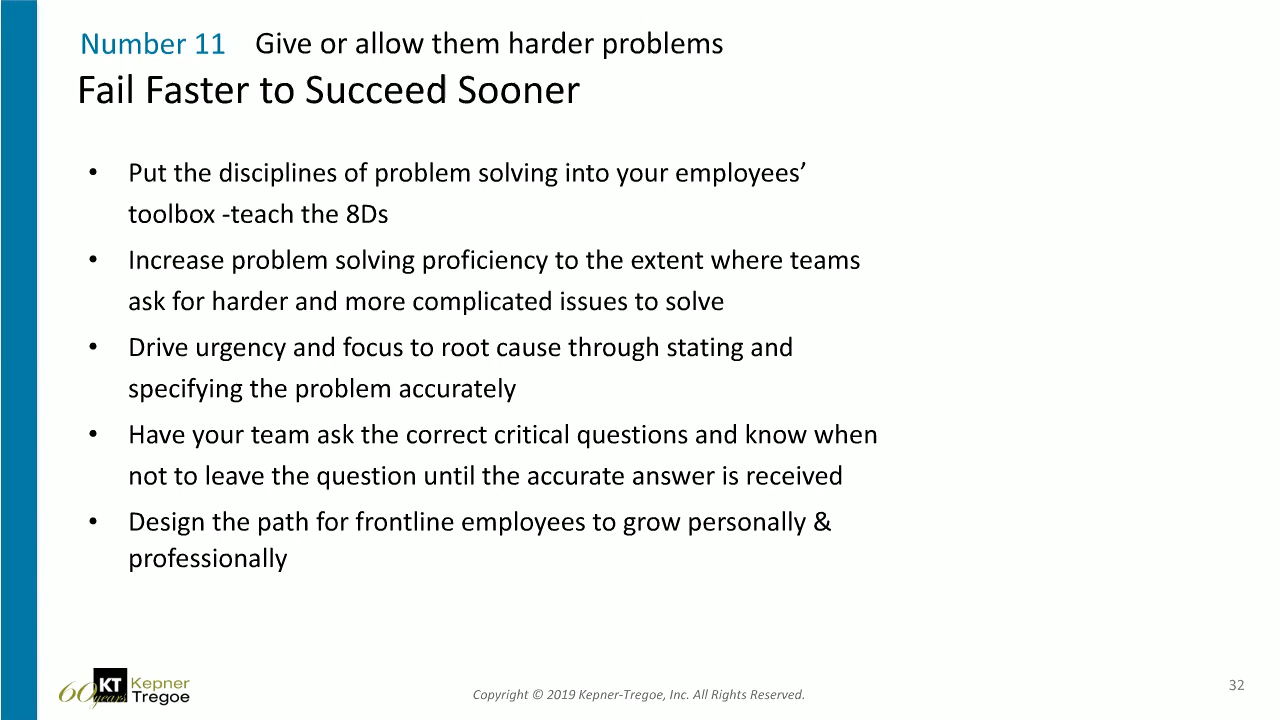 Number 11 Give or allow them harder problems
Fail Faster to Succeed Sooner
• Put the disciplines of problem solving into your employees’
toolbox -teach the 8Ds
• Increase problem solving proficiency to the extent where teams
ask for harder and more complicated issues to solve
• Drive urgency and focus to root cause through stating and
specifying the problem accurately
• Have your team ask the correct critical questions and know when
not to leave the question until the accurate answer is received
• Design the path for frontline employees to grow personally &
professionally
60 years KT Kepner
Tregoe
Copyright © 2019 Kepner-Tregoe, Inc. All Rights Reserved.
32